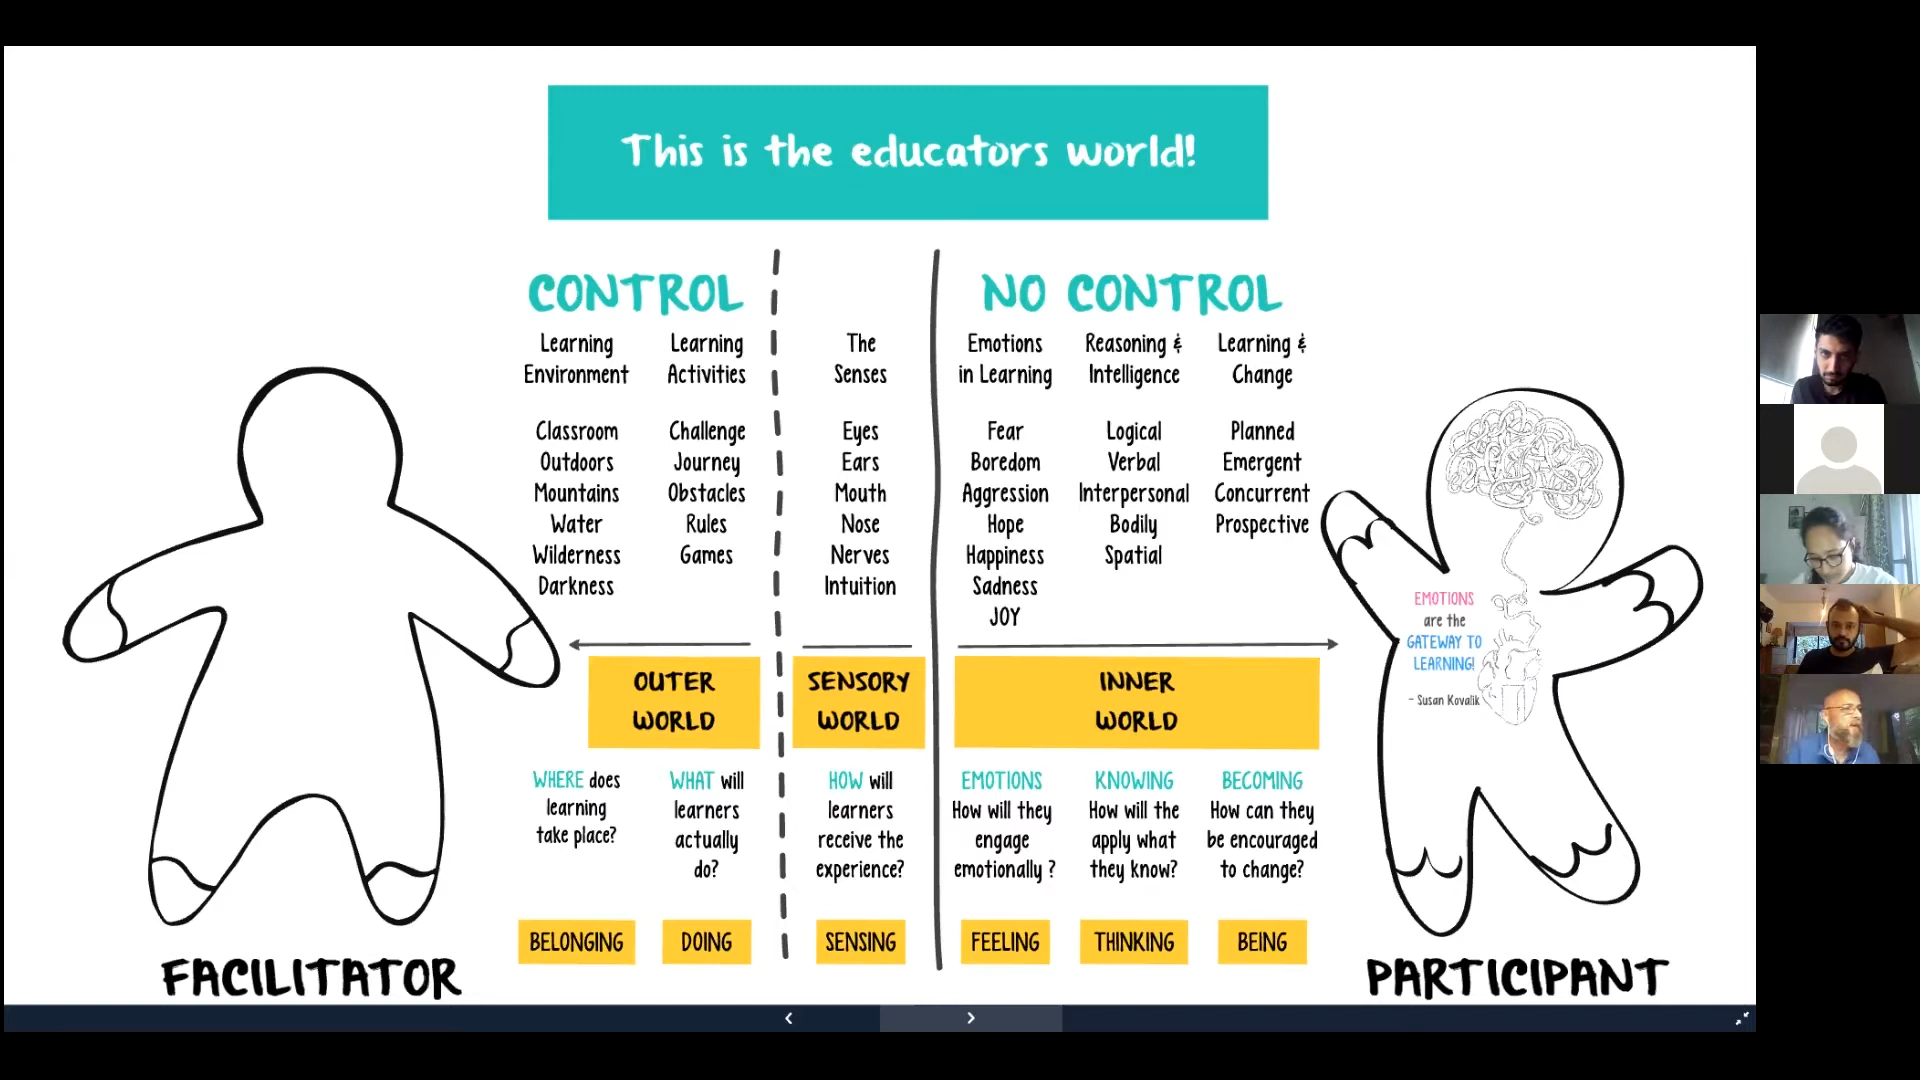 This is the educators world!
CONTROL
NO CONTROL
Learning
Environment
Classroom
Outdoors
Mountains
Water
Wilderness
Darkness
Learning
Activities
Challenge
Journey
Obstacles
Rules
Games
The
Senses
Eyes
Ears
Mouth
Nose
Nerves
Intuition
Emotions
in Learning
Fear
Boredom
Aggression
Hope
Happiness
Sadness
JOY
Reasoning &
Intelligence
Logical
Verbal
Interpersonal
Bodily
Spatial
Learning &
Change
Planned
Emergent
Concurrent
Prospective
EMOTIONS
are the
GATEWAY TO
LEARNING!
- Susan Kovalik
OUTER
WORLD
SENSORY
WORLD
INNER
WORLD
WHERE does
learning
take place?
WHAT will
learners
actually
do?
HOW will
learners
receive the
experience?
EMOTIONS
How will they
engage
emotionally ?
KNOWING
How will the
apply what
they know?
BECOMING
How can they
be encouraged
to change?
BELONGING
DOING
SENSING
FEELING
THINKING
BEING
FACILITATOR
PARTICIPANT